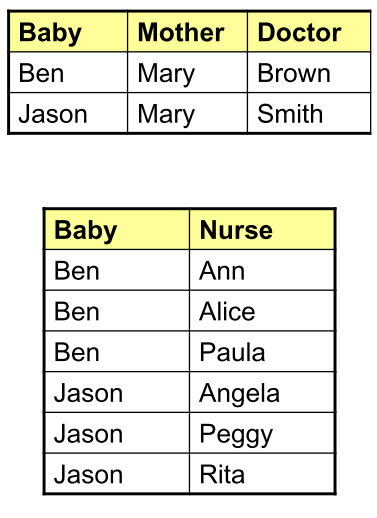 Baby Mother Doctor
Ben Mary Brown
Jason Mary Smith
Baby Nurse
Ben Ann
Ben Alice
Ben Paula
Jason Angela
Jason Peggy
Jason Rita